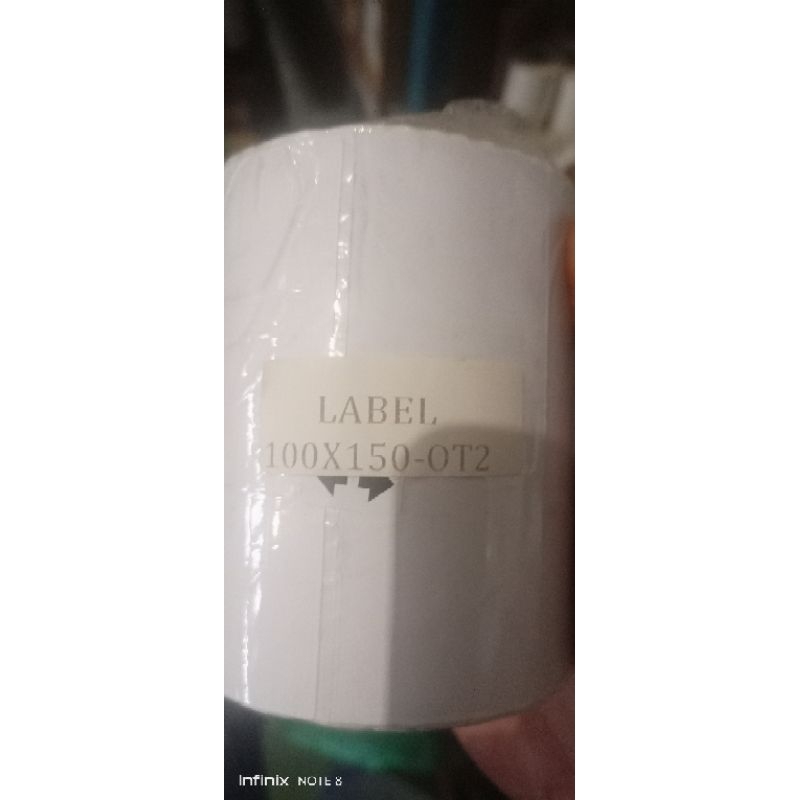 LABEL
100X150-OT2
Infinix NOTE 8